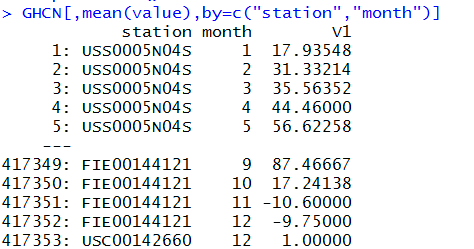 > GHCN[,mean(value),by=c("station","month")]
station month V1
1: USS0005N04S 1 17.93548
2: USS0005N04S 2 31.33214
3: USS0005N04S 3 35.56352
4: USS0005N04S 4 44.46000
5: USS0005N04S 5 56.62258
---
417349: FIE00144121 9 87.46667
417350: FIE00144121 10 17.24138
417351: FIE00144121 11 -10.60000
417352: FIE00144121 12 -9.75000
417353: USC00142660 12 1.00000